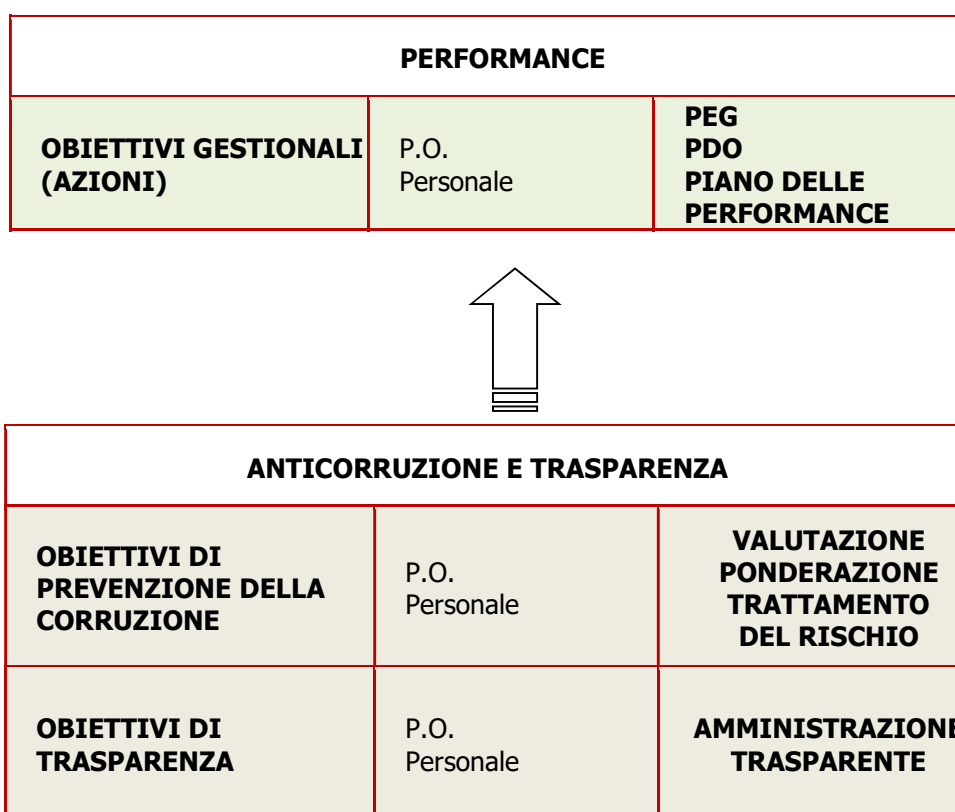 PERFORMANCE
OBIETTIVI GESTIONALI
(AZIONI)
P.O.
Personale
PEG
PDO
PIANO DELLE
PERFORMANCE
ANTICORRUZIONE E TRASPARENZA
OBIETTIVI DI
PREVENZIONE DELLA
CORRUZIONE
P.O.
Personale
VALUTAZIONE
PONDERAZIONE
TRATTAMENTO
DEL RISCHIO
OBIETTIVI DI
TRASPARENZA
P.O.
Personale
AMMINISTRAZIONE
TRASPARENTE